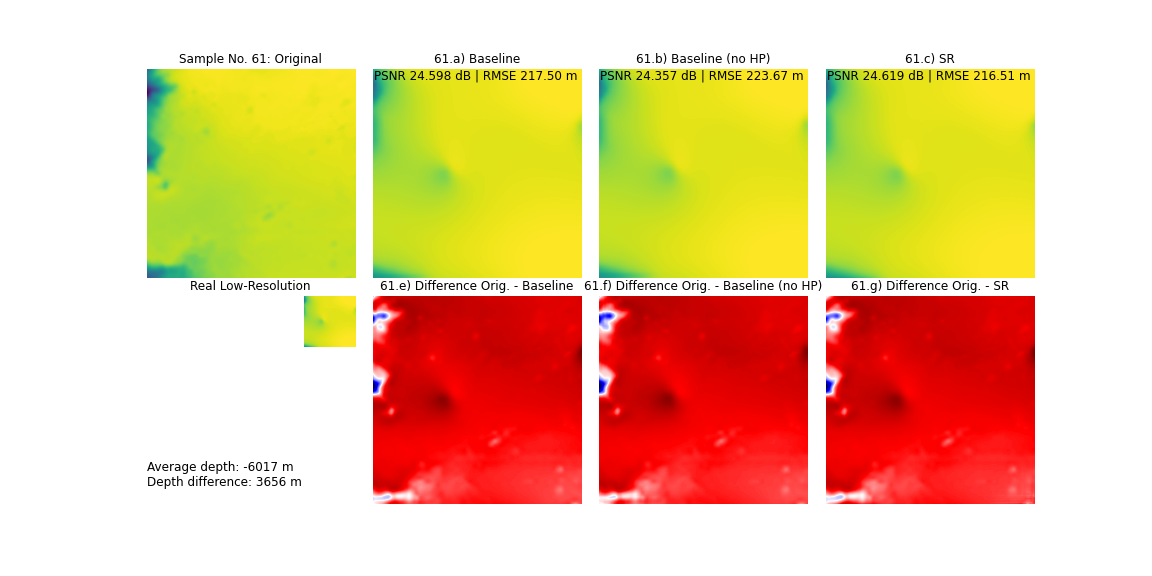 Sample No. 61: Original
61.a) Baseline
61.b) Baseline (no HP)
61.c) SR
PSNR 24.598 dB | RMSE 217.50 m
PSNR 24.357 dB | RMSE 223.67 m
PSNR 24.619 dB | RMSE 216.51 m
Real Low-Resolution
61.e) Difference Orig. - Baseline
61.f) Difference Orig. - Baseline (no HP)
61.g) Difference Orig. - SR
Average depth: -6017 m
Depth difference: 3656 m